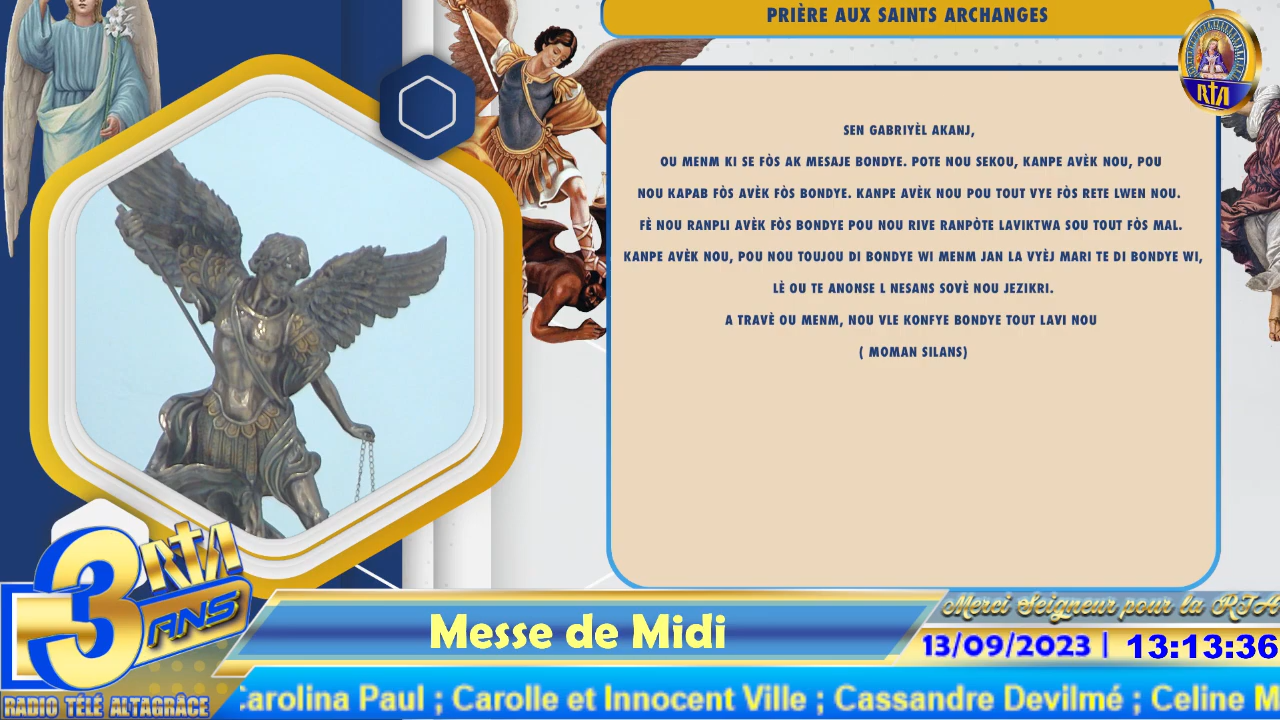 PRIÈRE AUX SAINTS ARCHANGES
RTA
SEN GABRIYÈL AKANJ,
OU MENM KI SE FÒS AK MESAJE BONDYE. POTE NOU SEKOU, KANPE AVÈK NOU, POU
NOU KAPAB FÒS AVÈK FÒS BONDYE. KANPE AVÈK NOU POU TOUT VYE FÒS RETE LWEN NOU.
FÈ NOU RANPLI AVÈK FÒS BONDYE POU NOU RIVE RANPÒTE LAVIKTWA SOU TOUT FÒS MAL.
KANPE AVÈK NOU, POU NOU TOUJOU DI BONDYE WI MENM JAN LA VYÈJ MARI TE DI BONDYE WI,
LÈ OU TE ANONSE L NESANS SOVÈ NOU JEZIKRI.
A TRAVÈ OU MENM, NOU VLE KONFYE BONDYE TOUT LAVI NOU
( MOMAN SILANS)
3 RTA
ANS
RADIO TÉLÉ ALTAGRÂCE
Messe de Midi
Merci Seigneur pour la RTA
13/09/2023 | 13:13:36
Carolina Paul ; Carolle et Innocent Ville ; Cassandre Devilmé ; Celine M